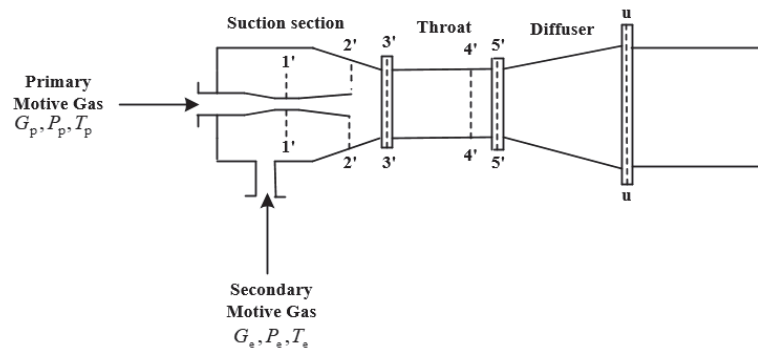 Suction section
Throat
Diffuser
u
1'
2'
3'
4'
5'
Primary
Motive Gas
G_p, P_p, T_p
1'
2'
3'
4'
5'
u
Secondary
Motive Gas
G_e, P_e, T_e